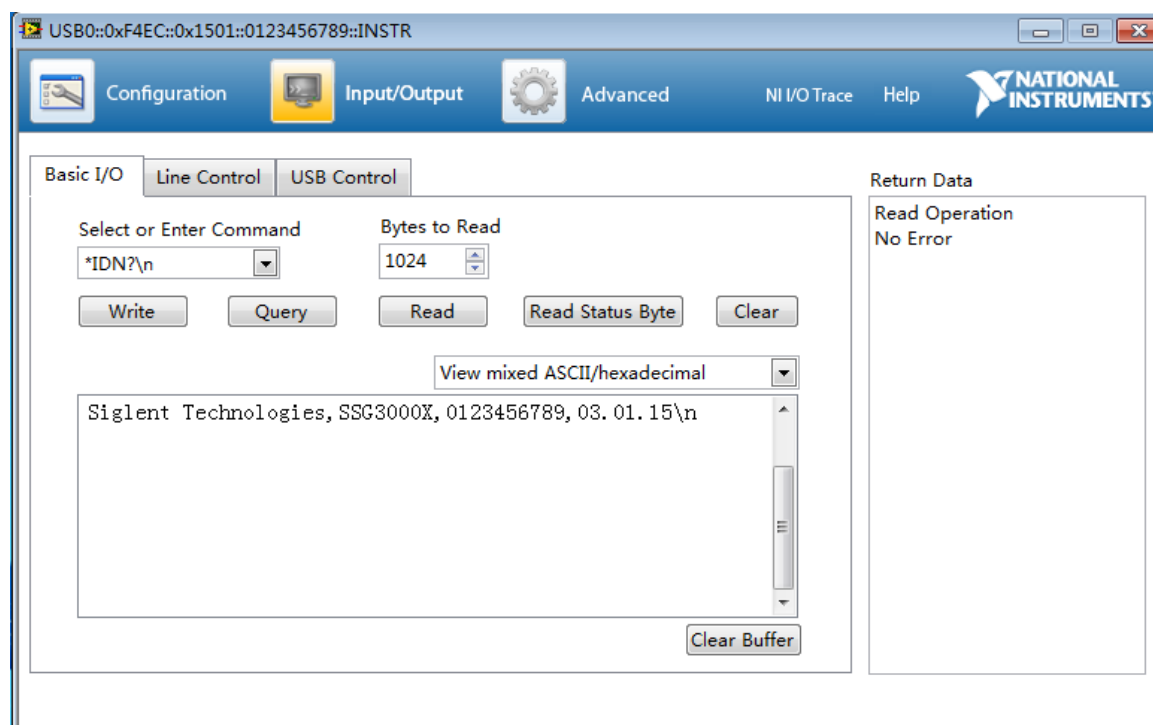 USB0::0xF4EC::0x1501::0123456789::INSTR
Configuration
Input/Output
Advanced
NI I/O Trace
Help
NATIONAL
INSTRUMENTS
Basic I/O
Line Control
USB Control
Select or Enter Command
Bytes to Read
*IDN?\n
1024
Write
Query
Read
Read Status Byte
Clear
View mixed ASCII/hexadecimal
Siglent Technologies,SSG3000X,0123456789,03.01.15\n
Clear Buffer
Return Data
Read Operation
No Error